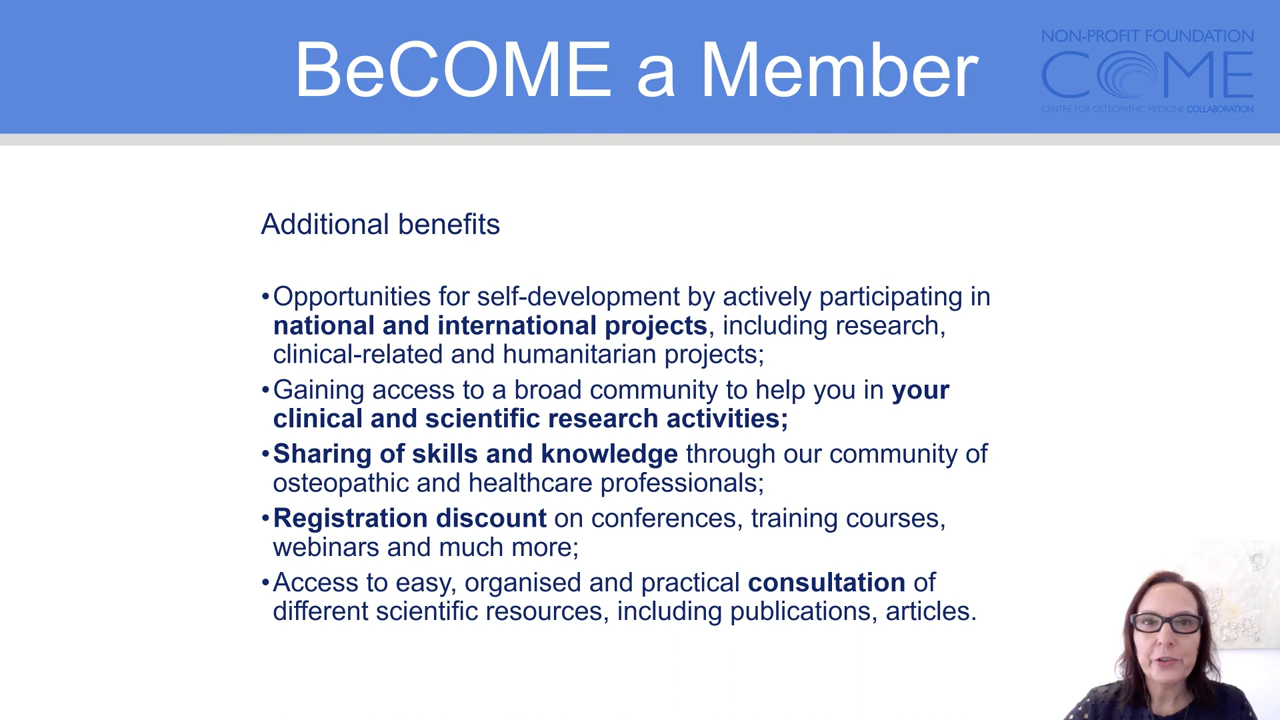 BeCOME a Member
NON-PROFIT FOUNDATION
COME
CENTRE FOR OSTEOPATHIC MEDICINE COLLABORATION
Additional benefits
•Opportunities for self-development by actively participating in
national and international projects, including research,
clinical-related and humanitarian projects;
•Gaining access to a broad community to help you in your
clinical and scientific research activities;
•Sharing of skills and knowledge through our community of
osteopathic and healthcare professionals;
•Registration discount on conferences, training courses,
webinars and much more;
•Access to easy, organised and practical consultation of
different scientific resources, including publications, articles.